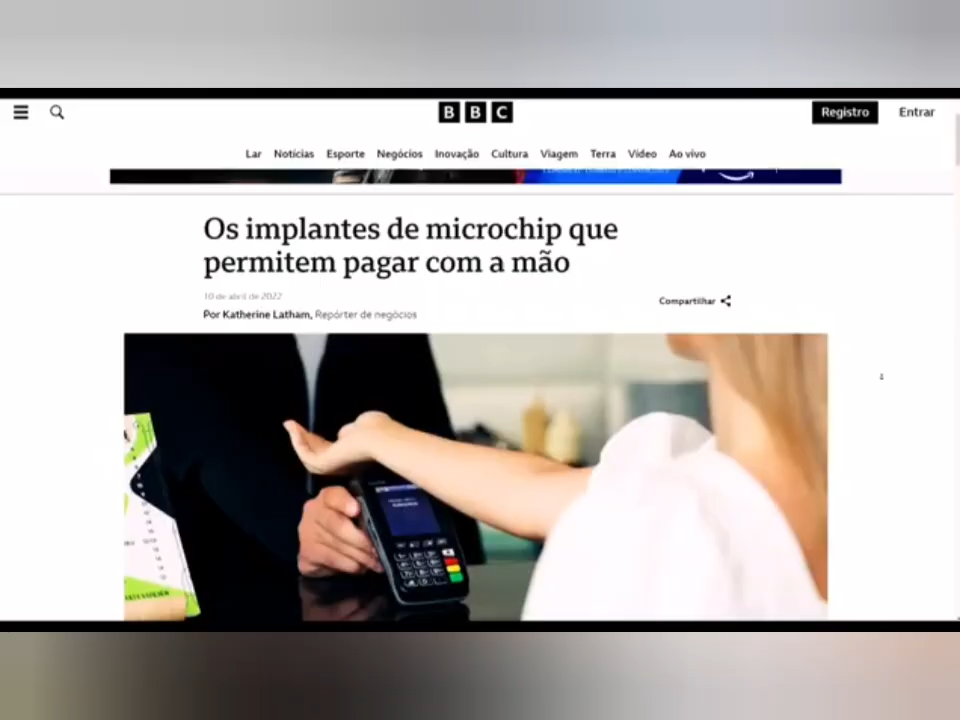 BBC
Registro
Entrar
Lar Notícias Esporte Negócios Inovação Cultura Viagem Terra Vídeo Ao vivo
Os implantes de microchip que
permitem pagar com a mão
10 de abril de 2022
Compartilhar
Por Katherine Latham, Repórter de negócios